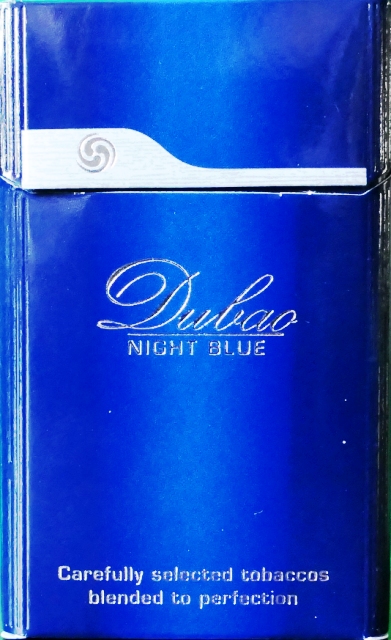 Dubao
NIGHT BLUE
Carefully selected tobaccos
blended to perfection